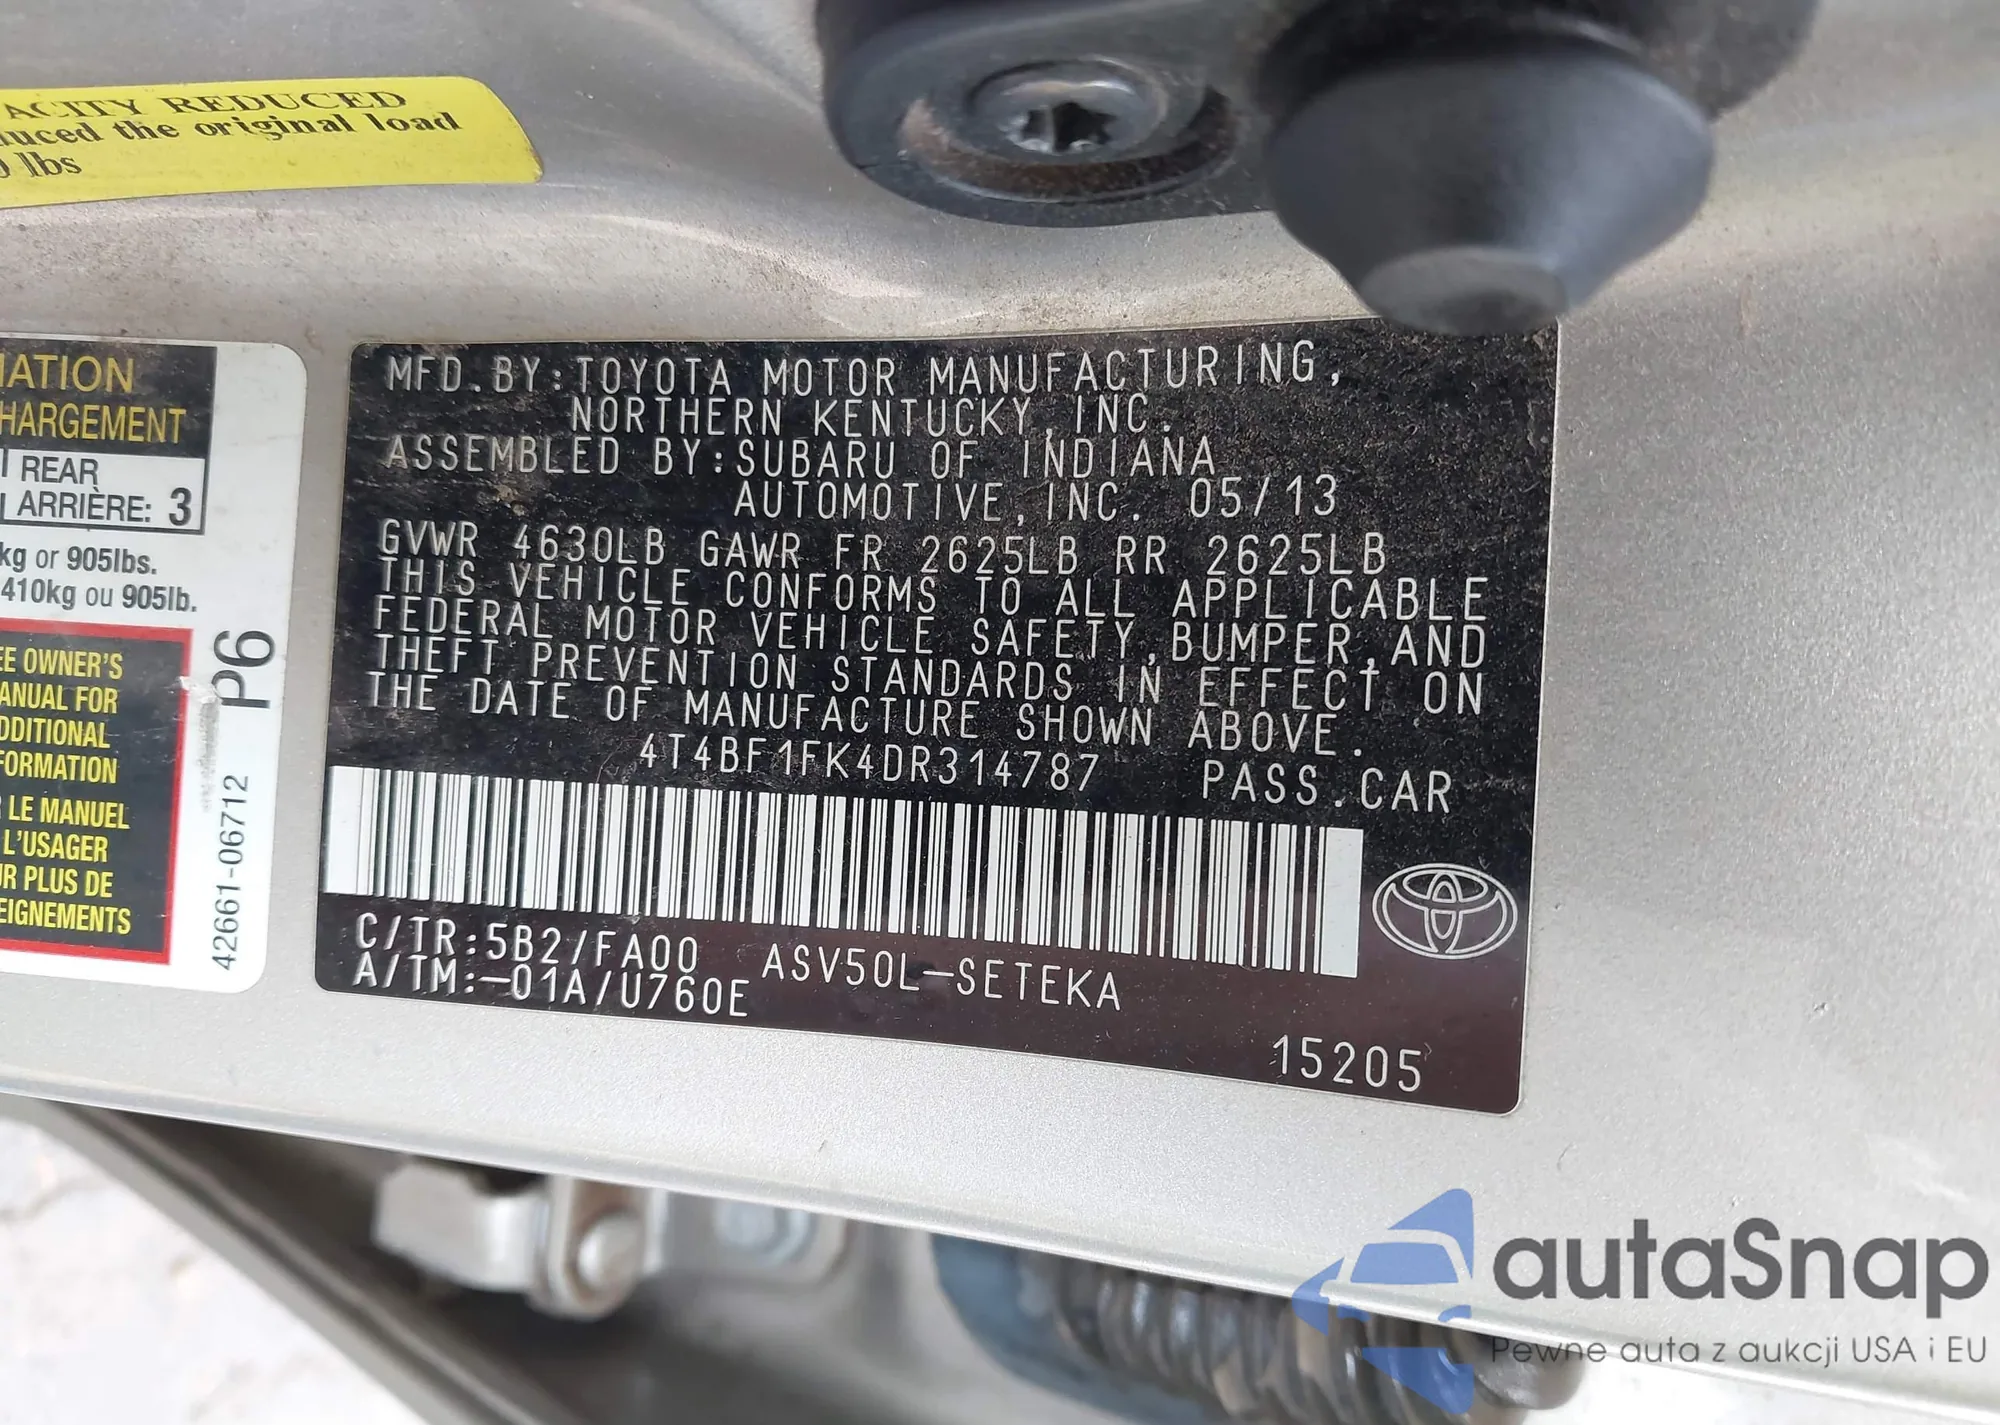 ACITY REDUCED
duced the original load
0 lbs
MATION
HARGEMENT
REAR
ARRIÈRE: 3
kg or 905lbs.
410kg ou 905lb.
EE OWNER'S
MANUAL FOR
ADDITIONAL
FORMATION
LE MANUEL
L'USAGER
UR PLUS DE
EIGNEMENTS
P6
42661-06712
MFD.BY:TOYOTA MOTOR MANUFACTURING,
NORTHERN KENTUCKY,INC.
ASSEMBLED BY:SUBARU OF INDIANA
AUTOMOTIVE,INC. 05/13
GVWR 4630LB GAWR FR 2625LB RR 2625LB
THIS VEHICLE CONFORMS TO ALL APPLICABLE
FEDERAL MOTOR VEHICLE SAFETY,BUMPER,AND
THEFT PREVENTION STANDARDS IN EFFECT ON
THE DATE OF MANUFACTURE SHOWN ABOVE.
4T4BF1FK4DR314787 PASS.CAR
C/TR:5B2/FA00 ASV50L-SETEKA
A/TM:-01A/U760E
15205
autaSnap
Pewne auta z aukcji USA i EU